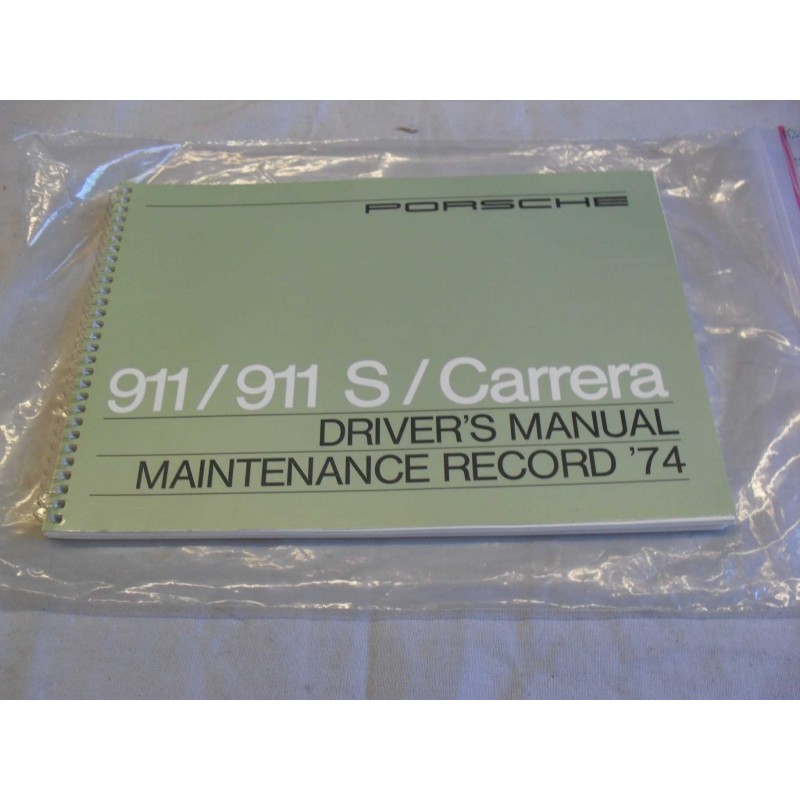 PORSCHE
911/911 S/Carrera
DRIVER'S MANUAL
MAINTENANCE RECORD '74